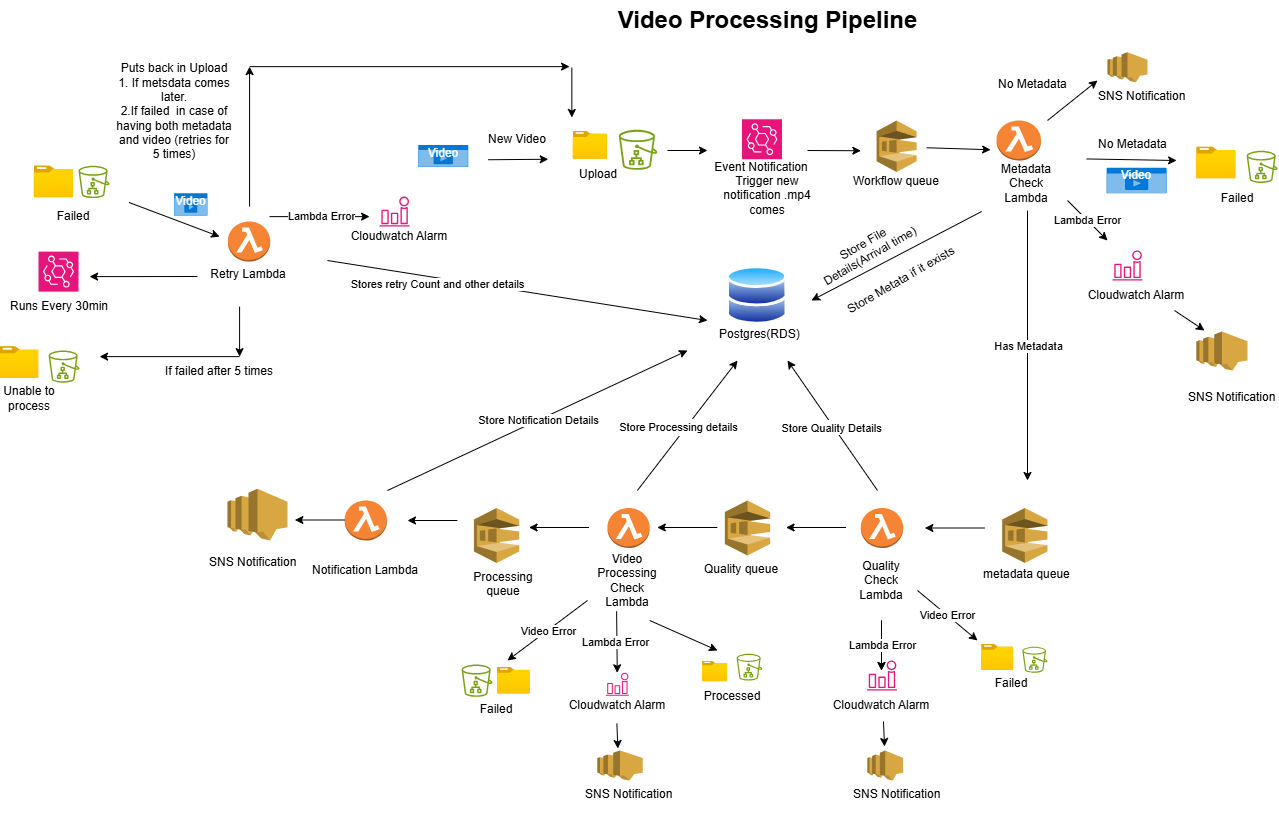 Video Processing Pipeline
Puts back in Upload
1. If metsdata comes
later.
2.If failed in case of
having both metadata
and video (retries for
5 times)
Failed
Video
Retry Lambda
Lambda Error
Cloudwatch Alarm
Runs Every 30min
If failed after 5 times
Unable to
process
Stores retry Count and other details
Video
New Video
Upload
Event Notification
Trigger new
notification .mp4
comes
Workflow queue
Metadata
Check
Lambda
No Metadata
SNS Notification
No Metadata
Video
Failed
Lambda Error
Cloudwatch Alarm
SNS Notification
Store File
Details(Arrival time)
Store Metata if it exists
Postgres(RDS)
Has Metadata
Store Notification Details
Store Processing details
Store Quality Details
SNS Notification
Notification Lambda
Processing
queue
Video
Processing
Check
Lambda
Quality queue
Quality
Check
Lambda
metadata queue
Video Error
Failed
Lambda Error
Cloudwatch Alarm
SNS Notification
Processed
Lambda Error
Cloudwatch Alarm
SNS Notification
Video Error
Failed